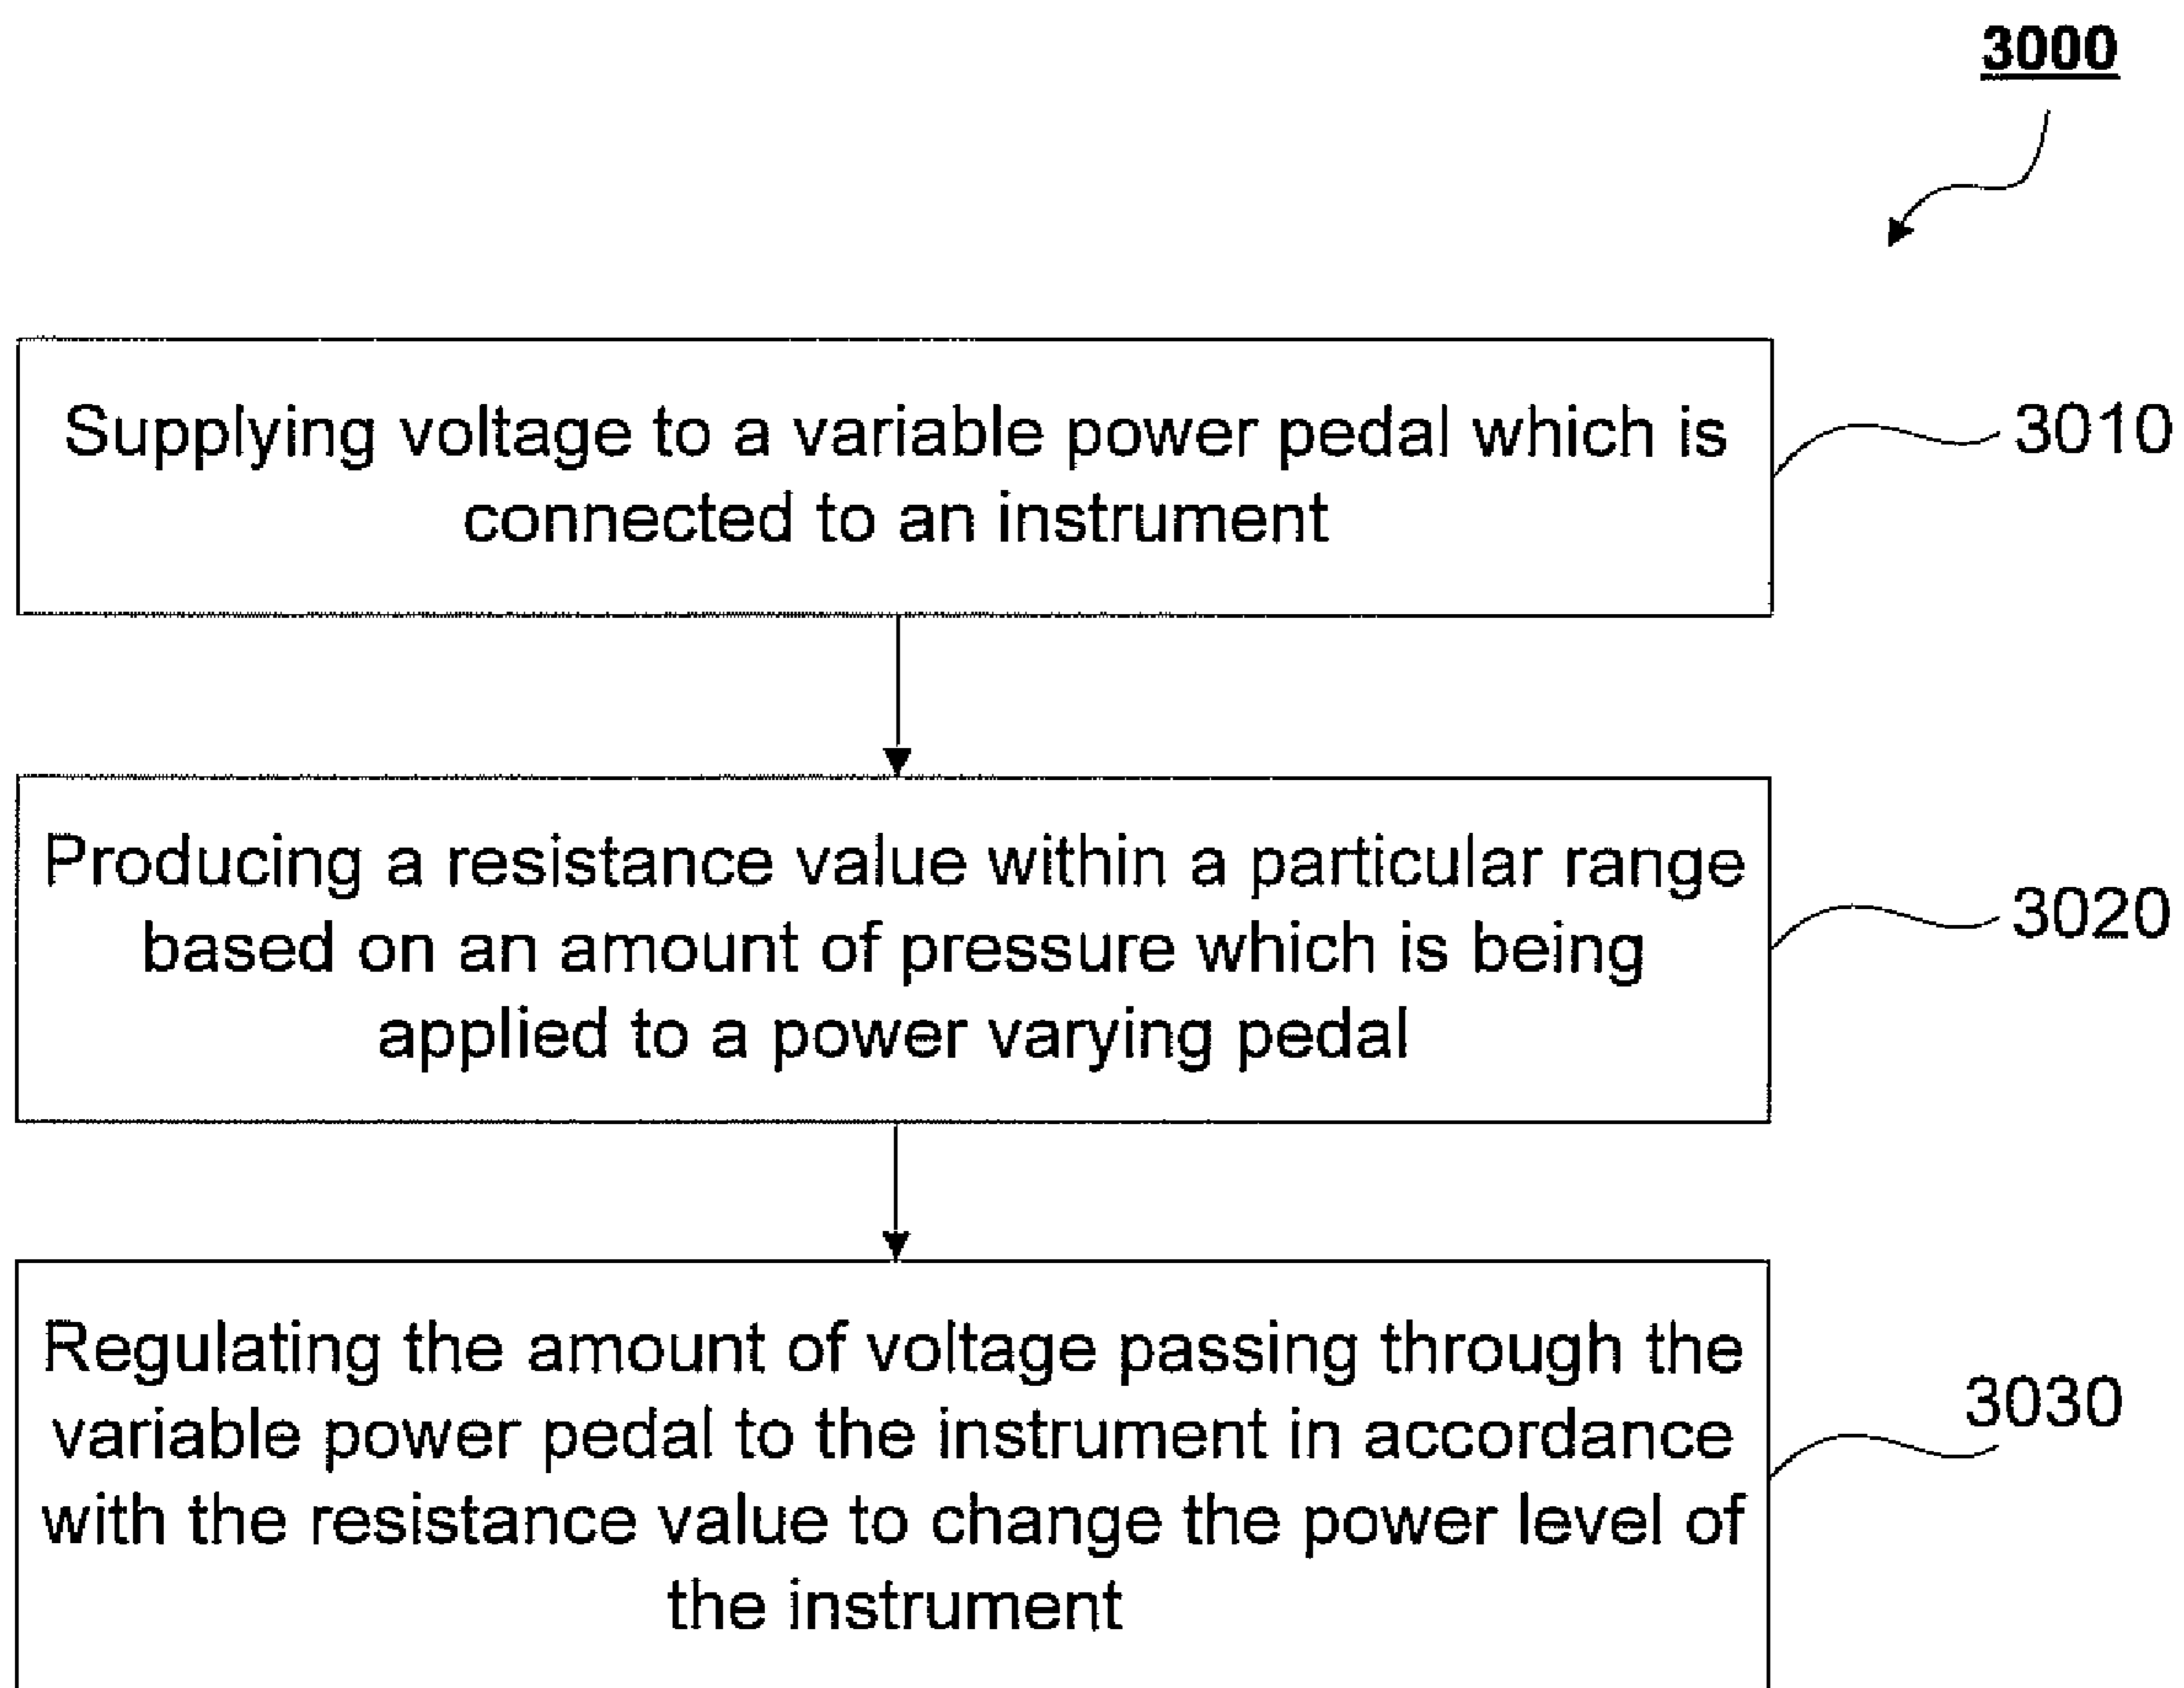 3000
Supplying voltage to a variable power pedal which is
connected to an instrument
3010
Producing a resistance value within a particular range
based on an amount of pressure which is being
applied to a power varying pedal
3020
Regulating the amount of voltage passing through the
variable power pedal to the instrument in accordance
with the resistance value to change the power level of
the instrument
3030